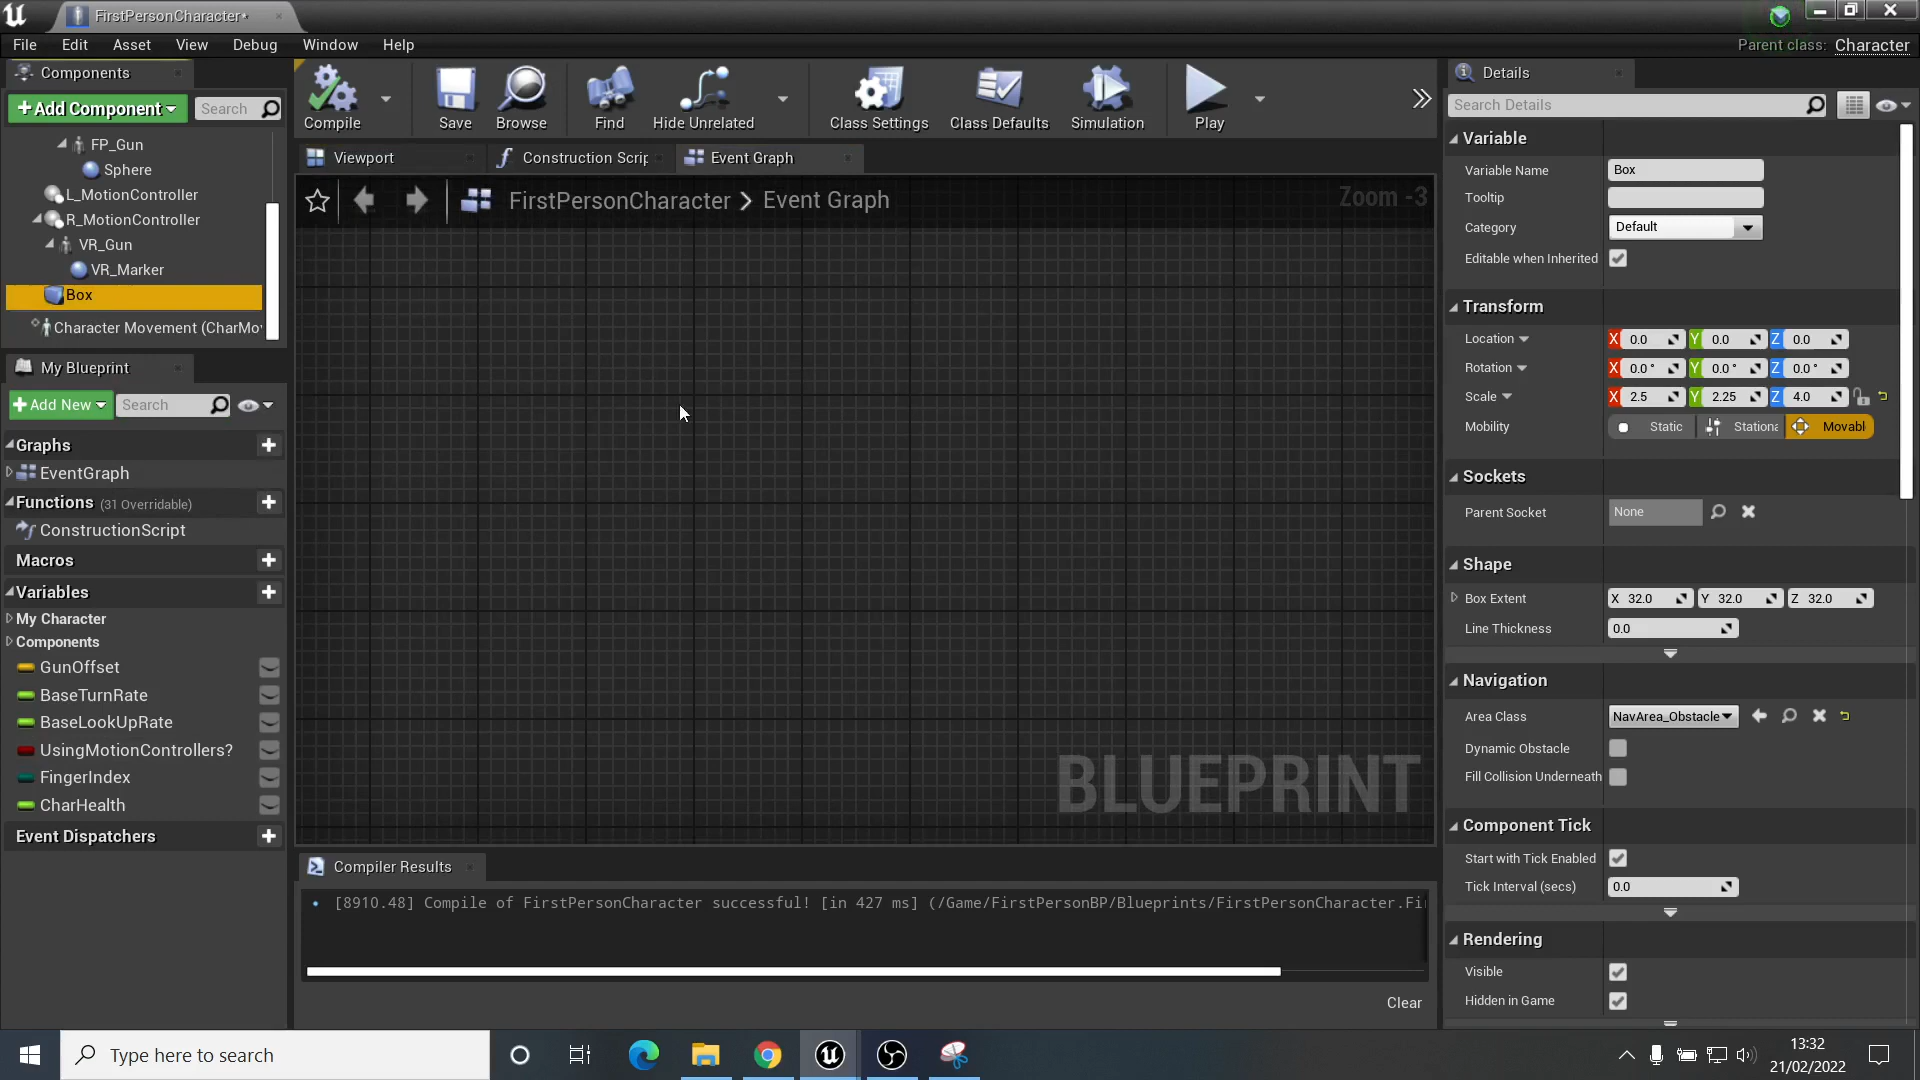 FirstPersonCharacter*
File Edit Asset View Debug Window Help
Parent class: Character
Components
Add Component
Search
FP_Gun
Sphere
L_MotionController
R_MotionController
VR_Gun
VR_Marker
Box
Character Movement (CharMo
My Blueprint
Add New
Search
Graphs
EventGraph
Functions (31 Overridable)
ConstructionScript
Macros
Variables
My Character
Components
GunOffset
BaseTurnRate
BaseLookUpRate
UsingMotionControllers?
FingerIndex
CharHealth
Event Dispatchers
Compile
Save
Browse
Find
Hide Unrelated
Class Settings
Class Defaults
Simulation
Play
Viewport
Construction Scrip
Event Graph
FirstPersonCharacter > Event Graph
Zoom -3
BLUEPRINT
Compiler Results
[8910.48] Compile of FirstPersonCharacter successful! [in 427 ms] (/Game/FirstPersonBP/Blueprints/FirstPersonCharacter.Fi
Clear
Details
Search Details
Variable
Variable Name Box
Tooltip
Category Default
Editable when Inherited
Transform
Location X 0.0 Y 0.0 Z 0.0
Rotation X 0.0° Y 0.0° Z 0.0°
Scale X 2.5 Y 2.25 Z 4.0
Mobility Static Stationa Movabl
Sockets
Parent Socket None
Shape
Box Extent X 32.0 Y 32.0 Z 32.0
Line Thickness 0.0
Navigation
Area Class NavArea_Obstacle
Dynamic Obstacle
Fill Collision Underneath
Component Tick
Start with Tick Enabled
Tick Interval (secs) 0.0
Rendering
Visible
Hidden in Game
Type here to search
13:32
21/02/2022